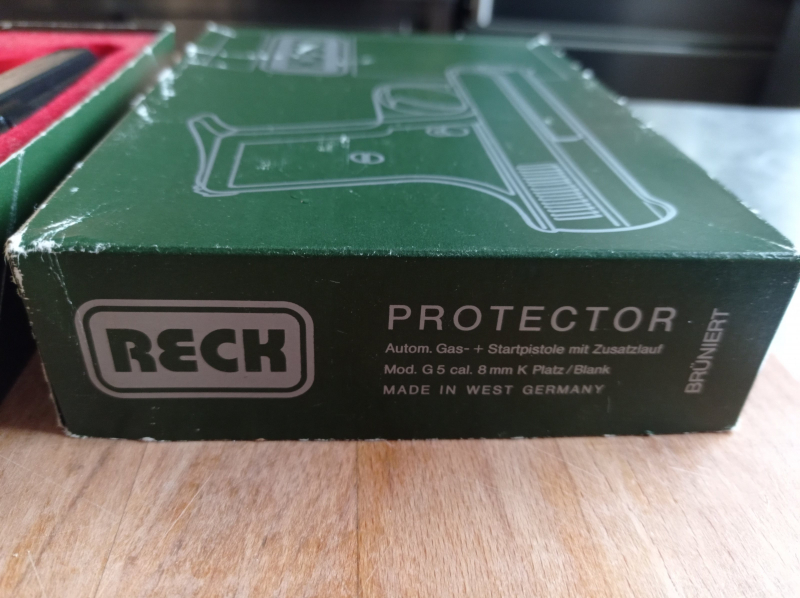 RECK
PROTECTOR
Autom. Gas- + Startpistole mit Zusatzlauf
Mod. G 5 cal. 8 mm K Platz / Blank
MADE IN WEST GERMANY
BRÜNIERT